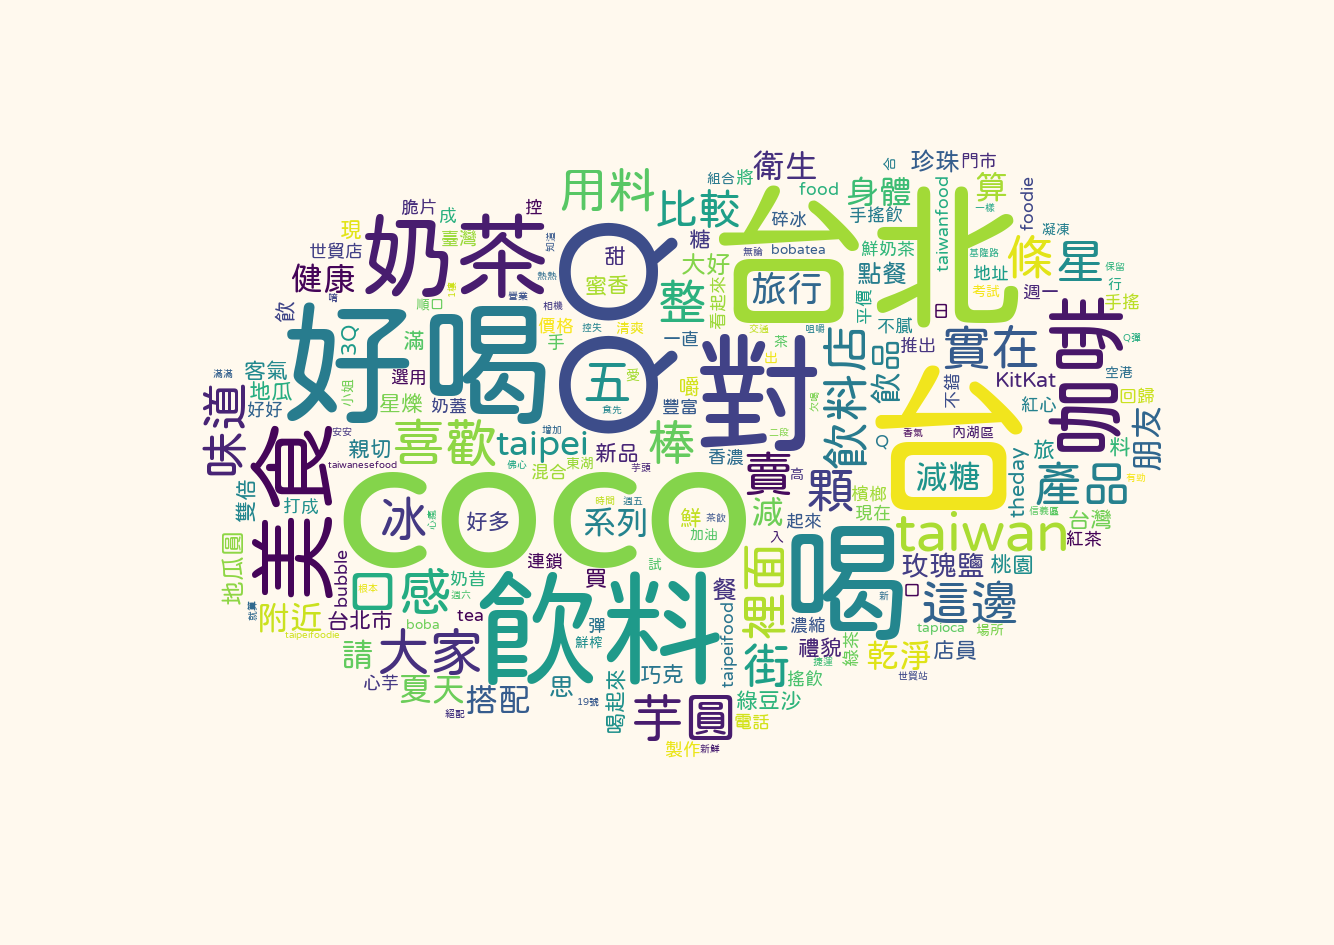 衛生
珍珠
門市
台
組合
將
food
身體
算
一樣
foodie
用料
比較
碎冰
手搖飲
taiwanfood
凝凍
脆片
成
控
現
臺灣
世貿店
奶茶
甜
糖
無論
bobatea
鮮奶茶
基隆路
條
星
健康
蜜香
大好
台北
旅行
點餐
地址
保留
行
熱熱
整
看起來
考試
週一
手搖
飲
順口
1樓
營業
相機
平價
日
好喝
3Q
滿
價格
控失
清爽
手
一直
交通
咀嚼
茶
不膩
推出
實在
咖啡
Q彈
QQ
對
出
飲料店
飲品
客氣
滿滿
選用
五
愛
嚼
台
不錯
KitKat
空港
地瓜
小姐
星爍
奶蓋
食先
豐富
紅心
回歸
味道
好好
喜歡
taipei
增加
棒
二段
Q
香氣
內湖區
旅
料
朋友
安安
親切
新品
香濃
taiwanesefood
佛心
混合
東湖
芋頭
賣
高
減糖
theday
產品
美食
雙倍
打成
coco
冰
好多
系列
時間
週五
鮮
茶飲
加油
減
起來
顆
檳榔
現在
信義區
台灣
taiwan
紅茶
地瓜圓
bubble
連鎖
試
入
喝
玫瑰鹽
桃園
口感
根本
奶昔
週六
買
餐
裡面
新
口
這邊
附近
台北市
boba
tea
飲料
彈
鮮榨
taipeifood
濃縮
tapioca
場所
taipeifoodie
請
大家
禮貌
綠茶
乾淨
店員
捷運
世貿站
心芋
夏天
搭配
思
巧克
街
搖飲
絕配
19號
喝起來
芋圓
綠豆沙
電話
製作
新鮮